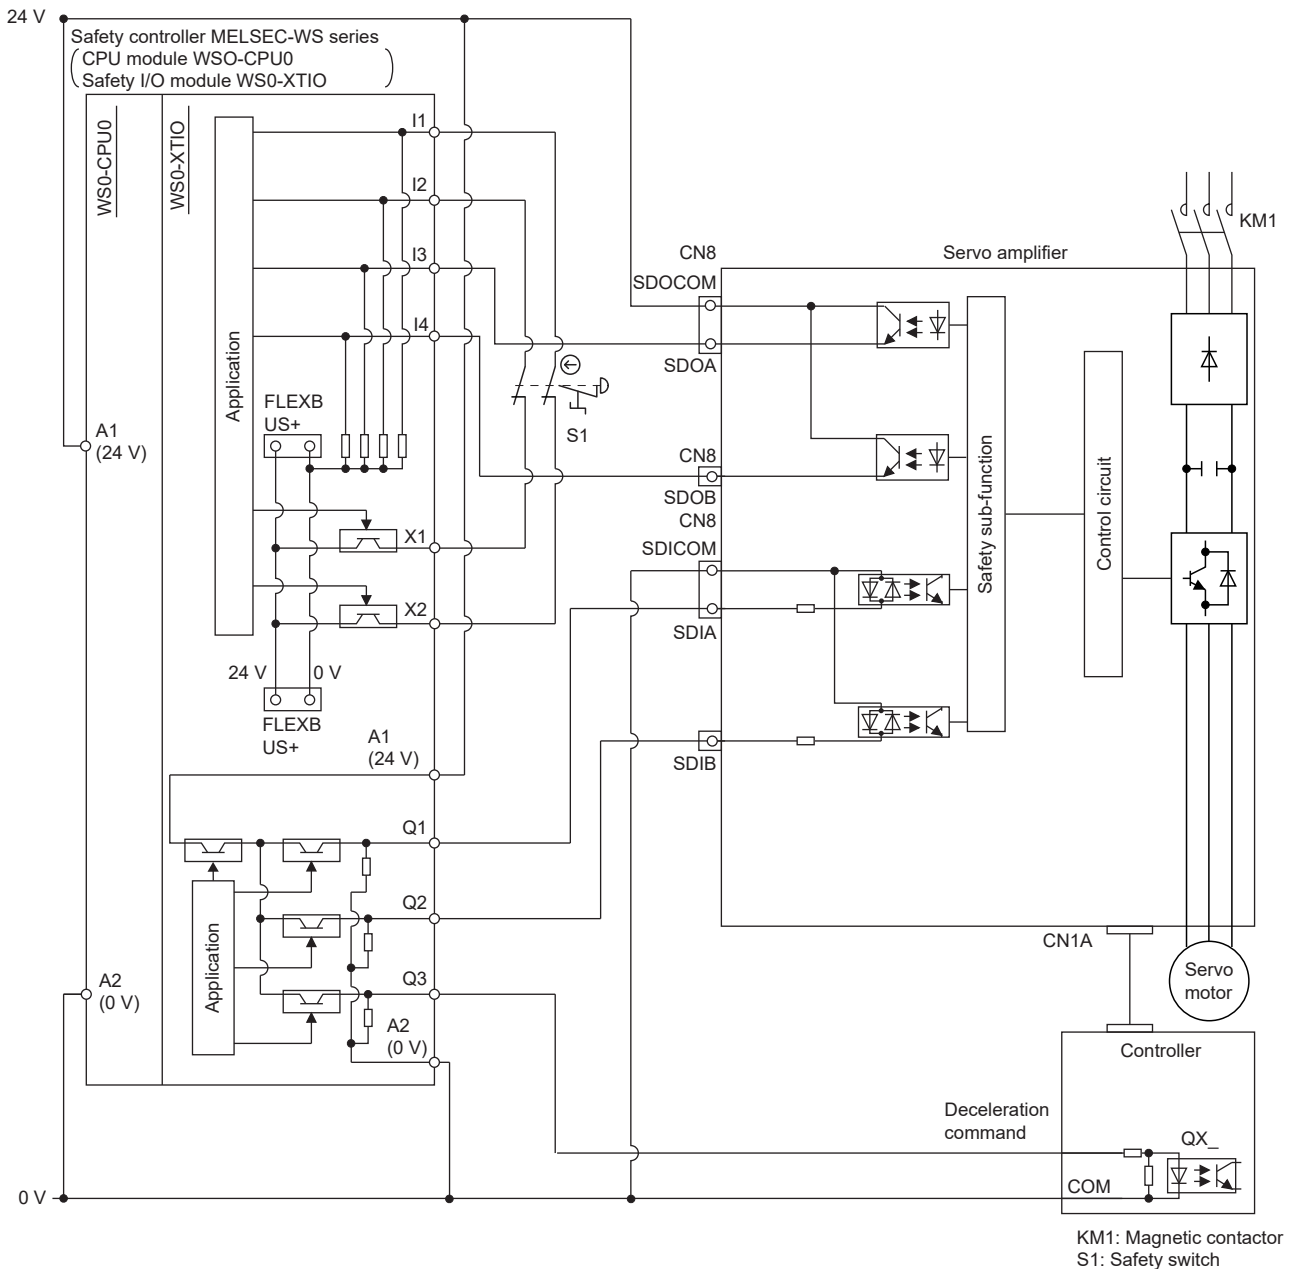 24 V
Safety controller MELSEC-WS series
CPU module WSO-CPU0
Safety I/O module WS0-XTIO
WS0-CPU0
WS0-XTIO
Application
I1
I2
I3
I4
FLEXB
US+
A1
(24 V)
X1
X2
24 V
0 V
FLEXB
US+
A1
(24 V)
Q1
Q2
Q3
Application
A2
(0 V)
A2
(0 V)
0 V
S1
CN8
SDOCOM
SDOA
CN8
SDOB
CN8
SDICOM
SDIA
SDIB
Servo amplifier
Safety sub-function
Control circuit
KM1
CN1A
Servo
motor
Controller
Deceleration
command
QX_
COM
KM1: Magnetic contactor
S1: Safety switch